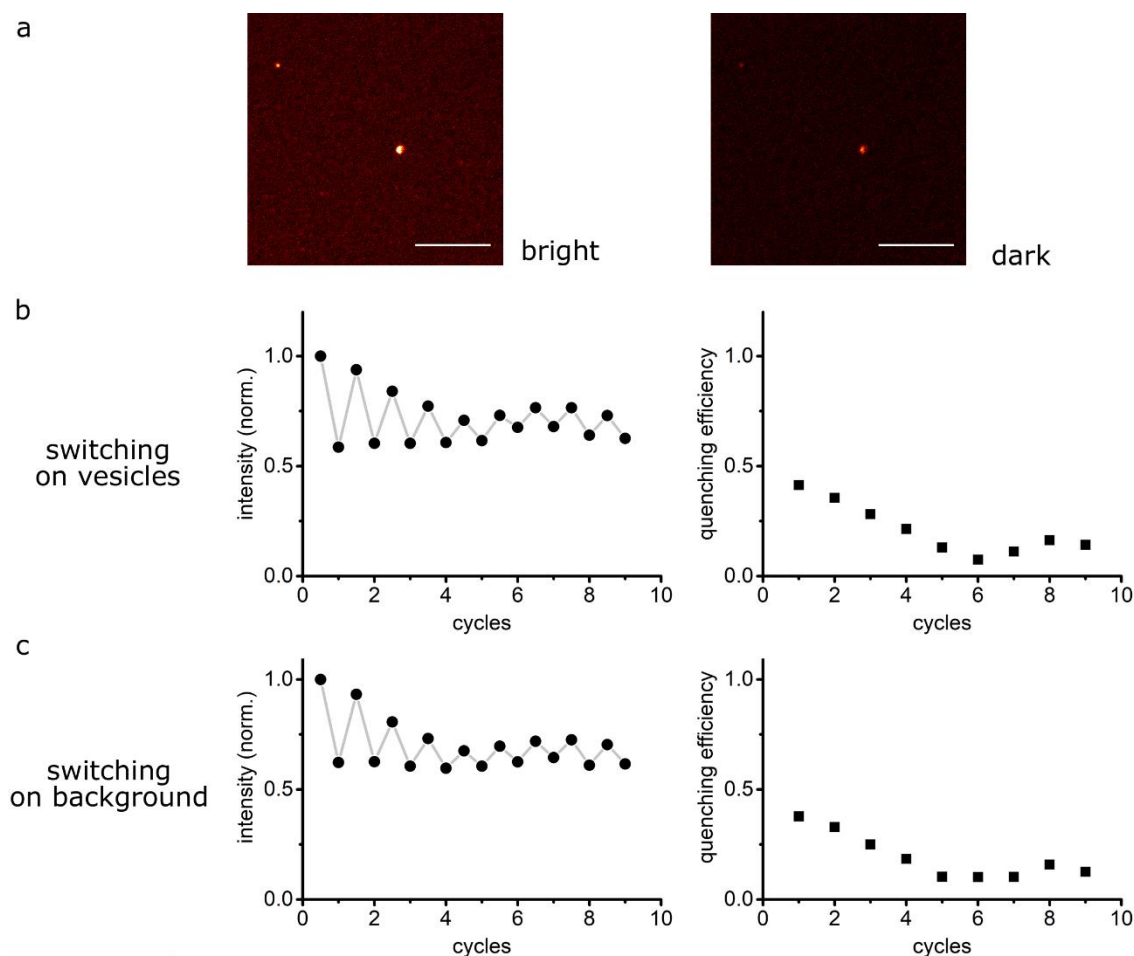 a
bright
dark
b
switching
on vesicles
intensity (norm.)
1.0
0.5
0.0
0 2 4 6 8 10
cycles
quenching efficiency
1.0
0.5
0.0
0 2 4 6 8 10
cycles
c
switching
on background
intensity (norm.)
1.0
0.5
0.0
0 2 4 6 8 10
cycles
quenching efficiency
1.0
0.5
0.0
0 2 4 6 8 10
cycles